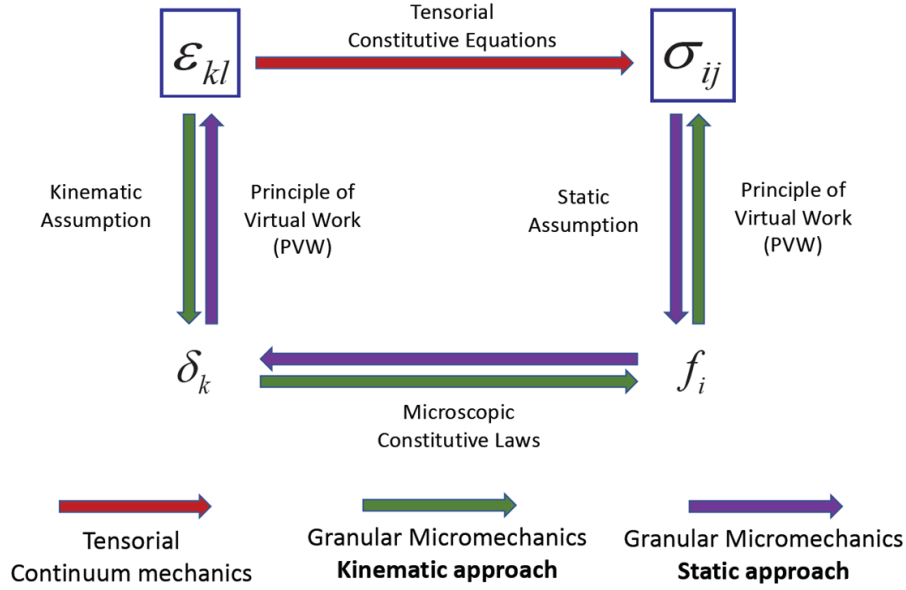 Tensorial
Constitutive Equations
ε_kl
σ_ij
Kinematic
Assumption
Principle of
Virtual Work
(PVW)
Static
Assumption
Principle of
Virtual Work
(PVW)
δ_k
f_i
Microscopic
Constitutive Laws
Tensorial
Continuum mechanics
Granular Micromechanics
Kinematic approach
Granular Micromechanics
Static approach